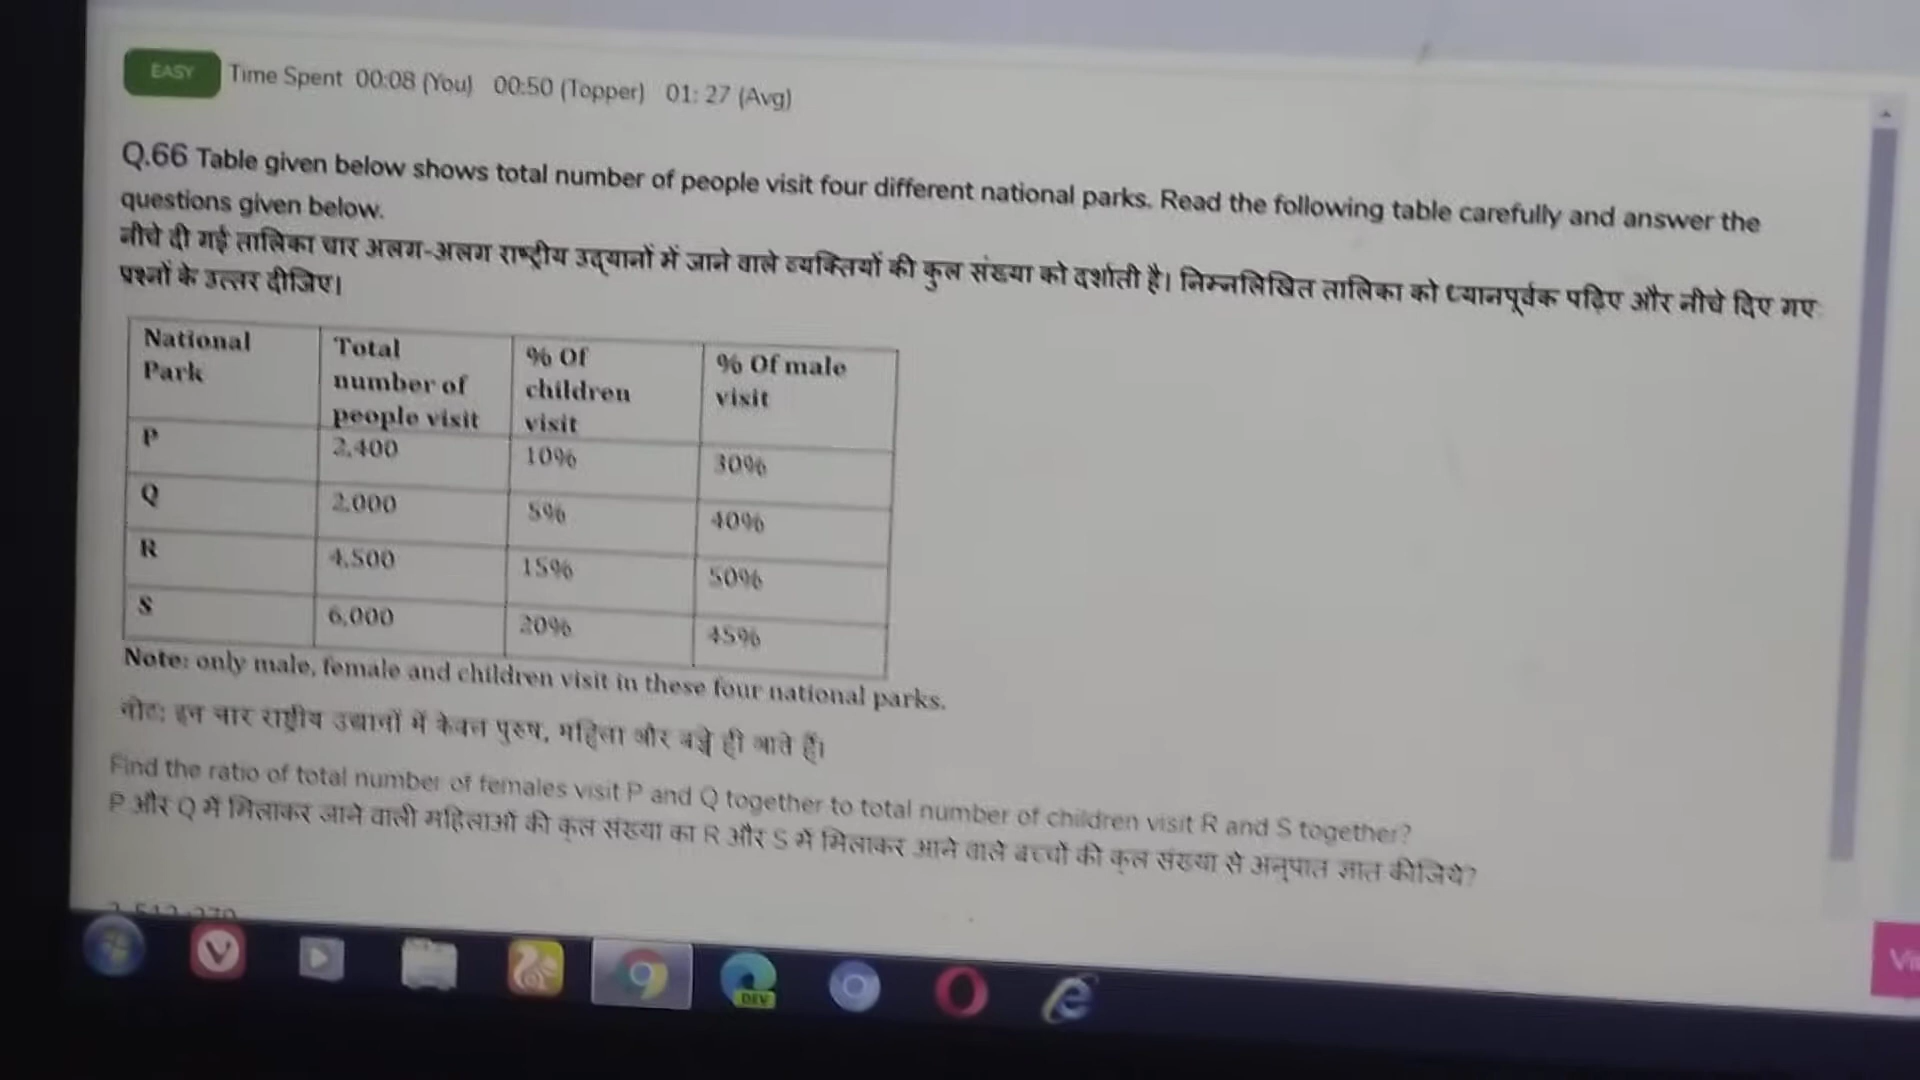 EASY Time Spent 00:08 (You) 00:50 (Topper) 01: 27 (Avg)
Q.66 Table given below shows total number of people visit four different national parks. Read the following table carefully and answer the
questions given below.
नीचे दी गई तालिका चार अलग-अलग राष्ट्रीय उद्यानों में जाने वाले व्यक्तियों की कुल संख्या को दर्शाती है। निम्नलिखित तालिका को ध्यानपूर्वक पढ़िए और नीचे दिए गए
प्रश्नों के उत्तर दीजिए।
National Park Total number of people visit % Of children visit % Of male visit
P 2,400 10% 30%
Q 2,000 5% 40%
R 4,500 15% 50%
S 6,000 20% 45%
Note: only male, female and children visit in these four national parks.
नोट: इन चार राष्ट्रीय उद्यानों में केवल पुरुष, महिला और बच्चे ही आते हैं।
Find the ratio of total number of females visit P and Q together to total number of children visit R and S together?
P और Q में मिलाकर जाने वाली महिलाओं की कुल संख्या का R और S में मिलाकर आने वाले बच्चों की कुल संख्या से अनुपात ज्ञात कीजिये?
DEV